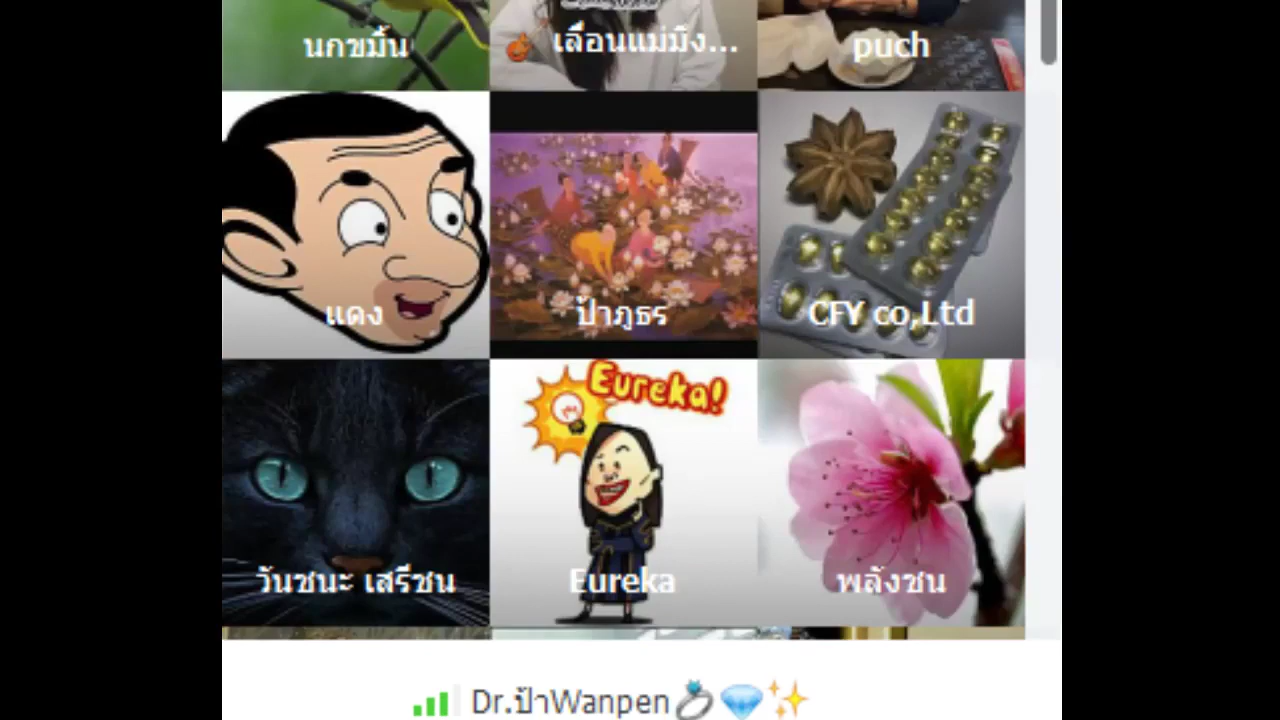 นกขมิ้น
เลือนแม่มิ่ง...
puch
แดง
ป้าภูธร
CFY co,Ltd
วันชนะ เสรีชน
Eureka!
Eureka
พลังชน
Dr.ป้าWanpen